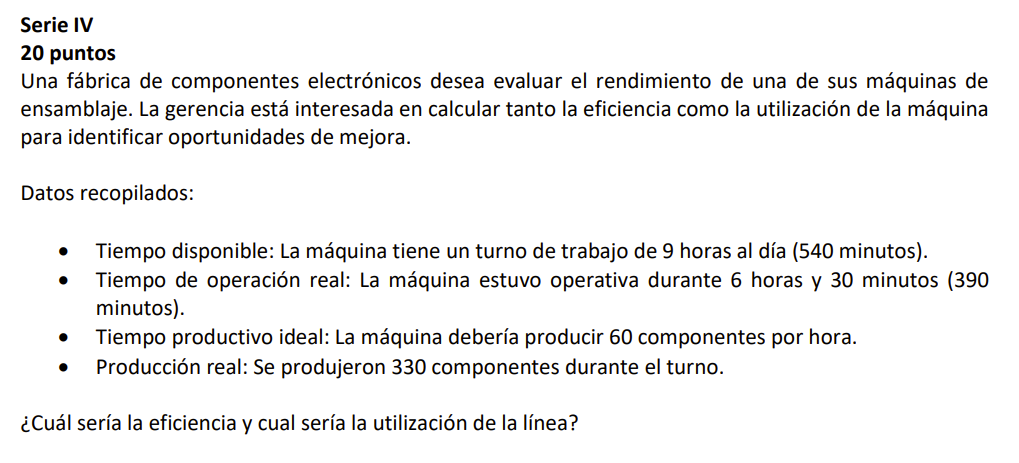 Serie IV
20 puntos
Una fábrica de componentes electrónicos desea evaluar el rendimiento de una de sus máquinas de
ensamblaje. La gerencia está interesada en calcular tanto la eficiencia como la utilización de la máquina
para identificar oportunidades de mejora.
Datos recopilados:
• Tiempo disponible: La máquina tiene un turno de trabajo de 9 horas al día (540 minutos).
• Tiempo de operación real: La máquina estuvo operativa durante 6 horas y 30 minutos (390
minutos).
• Tiempo productivo ideal: La máquina debería producir 60 componentes por hora.
• Producción real: Se produjeron 330 componentes durante el turno.
¿Cuál sería la eficiencia y cual sería la utilización de la línea?